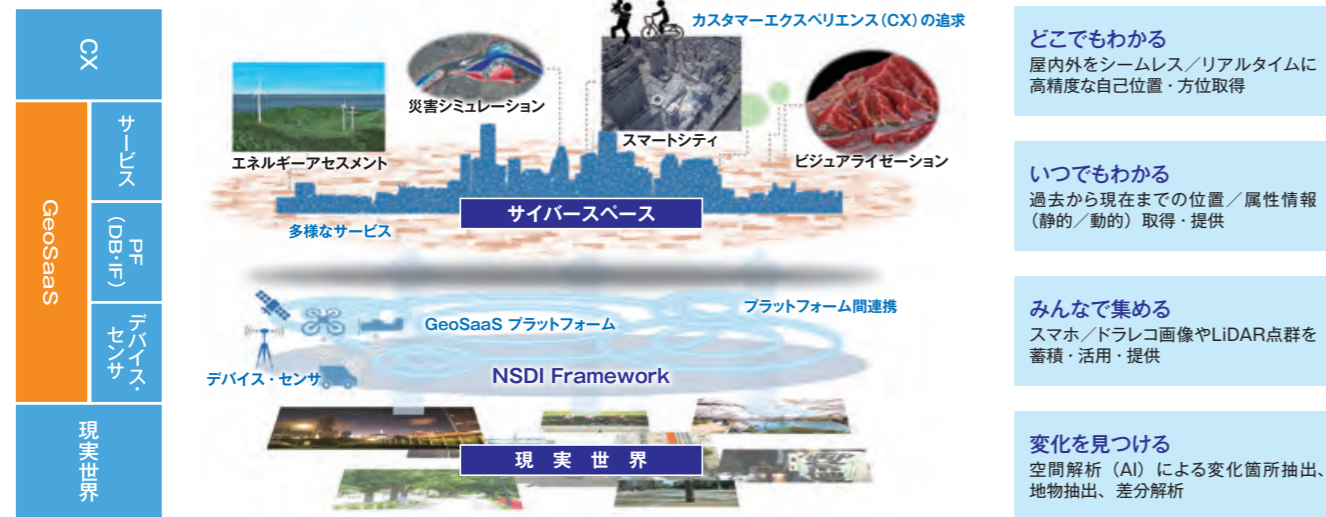 CX
GeoSaaS
サービス
PF
(DB・IF)
デバイス・
センサ
現実世界
カスタマーエクスペリエンス(CX)の追求
災害シミュレーション
エネルギーアセスメント
スマートシティ
ビジュアライゼーション
サイバースペース
多様なサービス
プラットフォーム間連携
GeoSaaS プラットフォーム
デバイス・センサ
NSDI Framework
現実世界
どこでもわかる
屋内外をシームレス／リアルタイムに
高精度な自己位置・方位取得
いつでもわかる
過去から現在までの位置／属性情報
（静的／動的）取得・提供
みんなで集める
スマホ／ドラレコ画像やLiDAR点群を
蓄積・活用・提供
変化を見つける
空間解析（AI）による変化箇所抽出、
地物抽出、差分解析